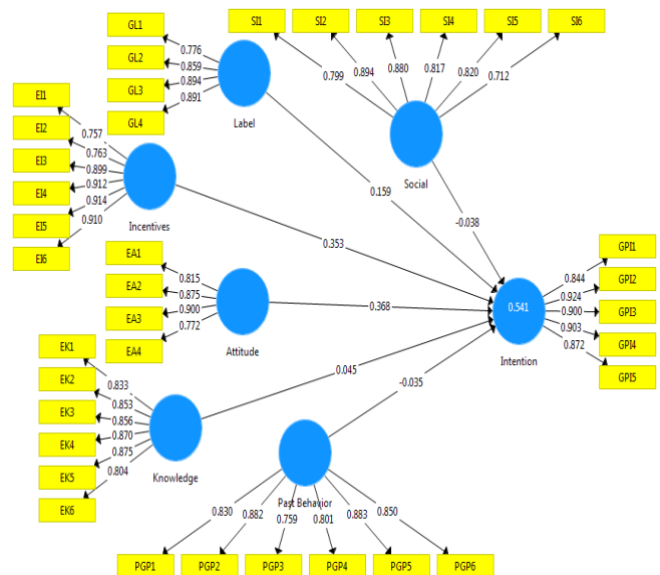 SI1 SI2 SI3 SI4 SI5 SI6
0.799 0.894 0.880 0.817 0.820 0.712
Social
GL1
GL2
GL3
GL4
0.776
0.859
0.894
0.891
Label
EI1
EI2
EI3
EI4
EI5
EI6
0.757
0.763
0.899
0.912
0.914
0.910
Incentives
0.159
-0.038
0.353
EA1
EA2
EA3
EA4
0.815
0.875
0.900
0.772
Attitude
0.368
0.541
Intention
0.844
0.924
0.900
0.903
0.872
GPI1
GPI2
GPI3
GPI4
GPI5
EK1
EK2
EK3
EK4
EK5
EK6
0.833
0.853
0.856
0.870
0.875
0.804
Knowledge
0.045
-0.035
Past Behavior
0.830 0.882 0.759 0.801 0.883 0.850
PGP1 PGP2 PGP3 PGP4 PGP5 PGP6